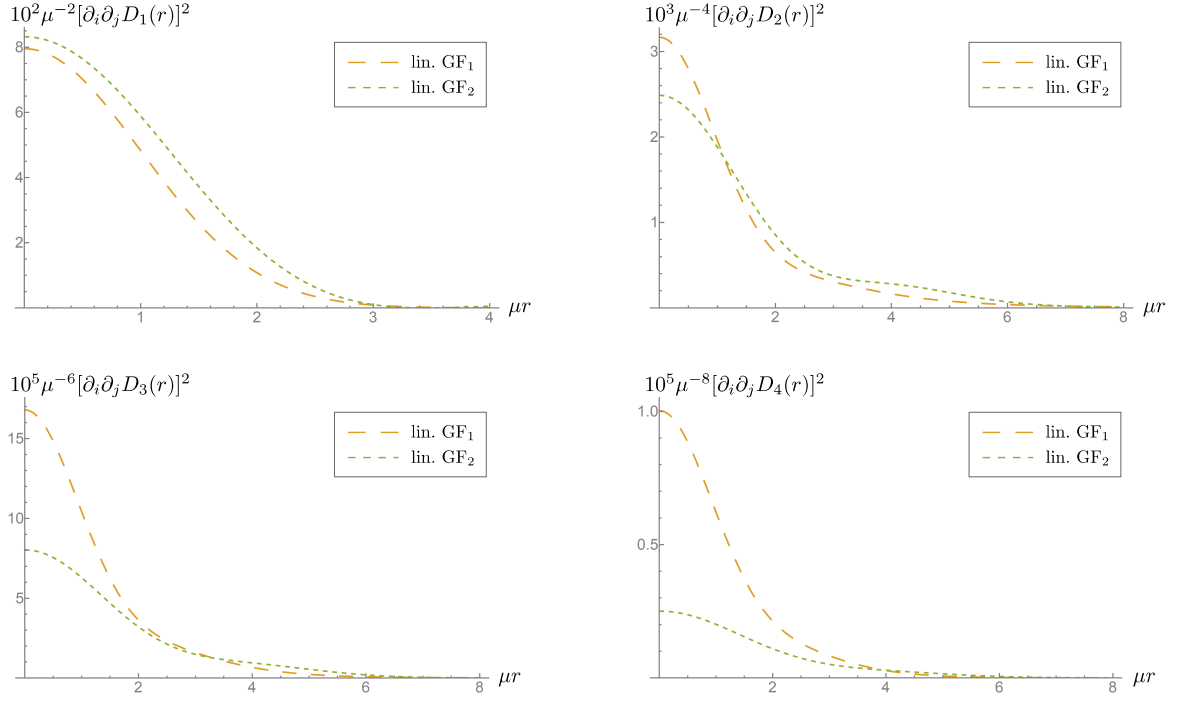 10²μ⁻²[∂ᵢ∂ⱼD₁(r)]²
8
6
4
2
1
2
3
4
μr
lin. GF₁
lin. GF₂
10³μ⁻⁴[∂ᵢ∂ⱼD₂(r)]²
3
2
1
2
4
6
8
μr
lin. GF₁
lin. GF₂
10⁵μ⁻⁶[∂ᵢ∂ⱼD₃(r)]²
15
10
5
2
4
6
8
μr
lin. GF₁
lin. GF₂
10⁵μ⁻⁸[∂ᵢ∂ⱼD₄(r)]²
1.0
0.5
2
4
6
8
μr
lin. GF₁
lin. GF₂